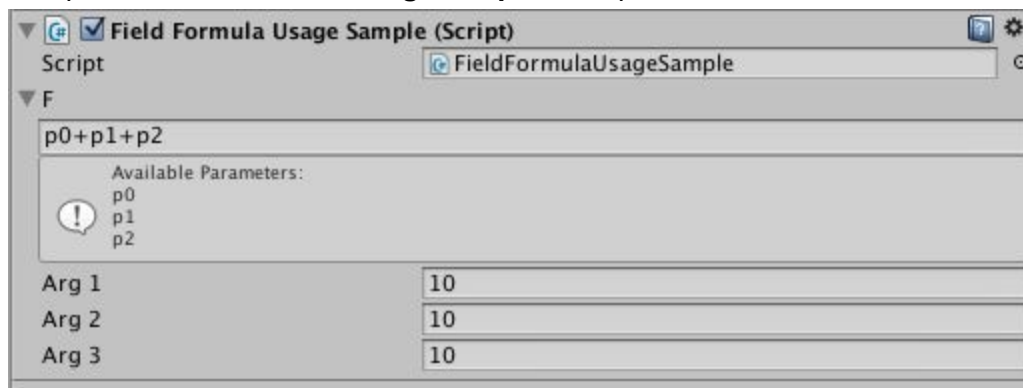 Field Formula Usage Sample (Script)
Script FieldFormulaUsageSample
F
p0+p1+p2
Available Parameters:
p0
p1
p2
Arg 1 10
Arg 2 10
Arg 3 10